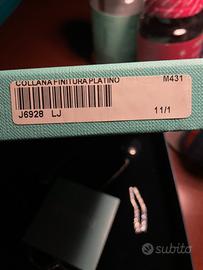 COLLANA FINITURA PLATINO M431
J6928 LJ 11/1
subito